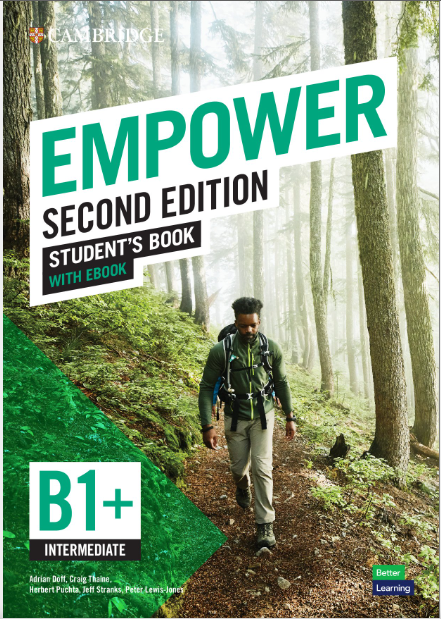 CAMBRIDGE
EMPOWER
SECOND EDITION
STUDENT'S BOOK
WITH EBOOK
B1+
INTERMEDIATE
Adrian Doff, Craig Thaine,
Herbert Puchta, Jeff Stranks, Peter Lewis-Jones
Better
Learning